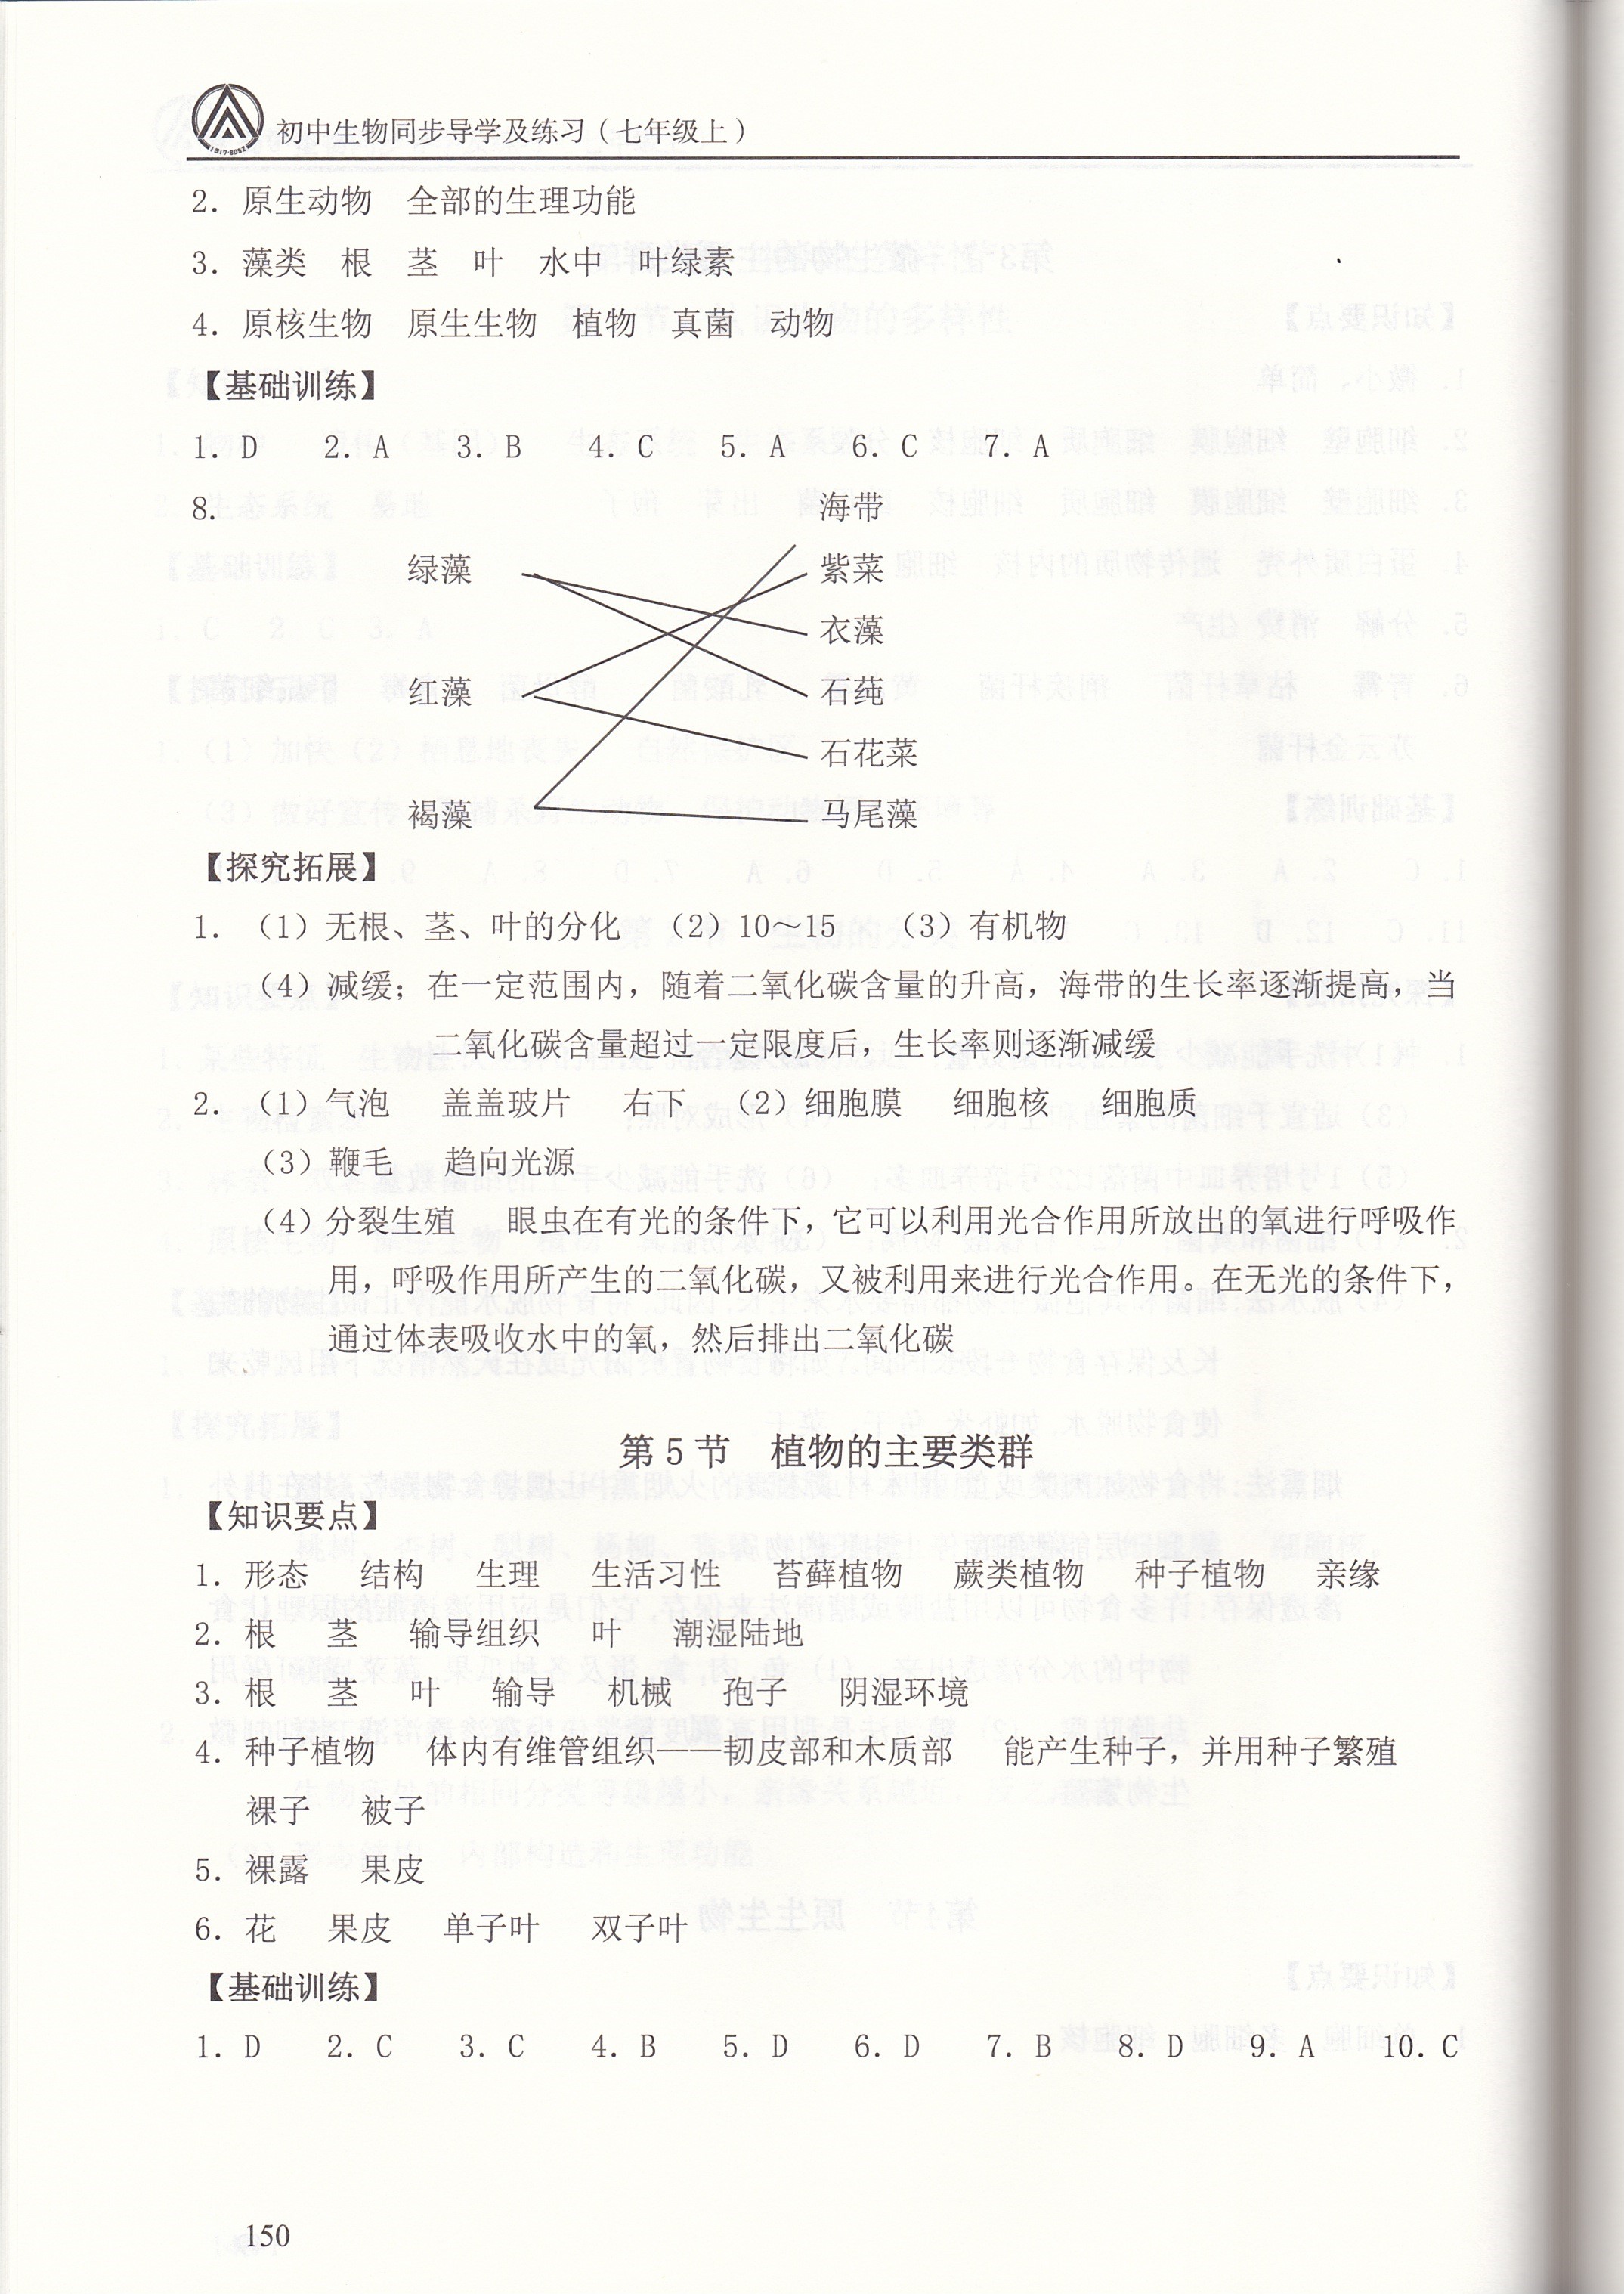 初中生物同步导学及练习（七年级上）
2. 原生动物 全部的生理功能
3. 藻类 根 茎 叶 水中 叶绿素
4. 原核生物 原生生物 植物 真菌 动物
【基础训练】
1. D 2. A 3. B 4. C 5. A 6. C 7. A
8. 海带
绿藻 紫菜
衣藻
红藻 石莼
石花菜
褐藻 马尾藻
【探究拓展】
1. （1）无根、茎、叶的分化 （2）10～15 （3）有机物
（4）减缓；在一定范围内，随着二氧化碳含量的升高，海带的生长率逐渐提高，当
二氧化碳含量超过一定限度后，生长率则逐渐减缓
2. （1）气泡 盖盖玻片 右下 （2）细胞膜 细胞核 细胞质
（3）鞭毛 趋向光源
（4）分裂生殖 眼虫在有光的条件下，它可以利用光合作用所放出的氧进行呼吸作
用，呼吸作用所产生的二氧化碳，又被利用来进行光合作用。在无光的条件下，
通过体表吸收水中的氧，然后排出二氧化碳
第 5 节 植物的主要类群
【知识要点】
1. 形态 结构 生理 生活习性 苔藓植物 蕨类植物 种子植物 亲缘
2. 根 茎 输导组织 叶 潮湿陆地
3. 根 茎 叶 输导 机械 孢子 阴湿环境
4. 种子植物 体内有维管组织——韧皮部和木质部 能产生种子，并用种子繁殖
裸子 被子
5. 裸露 果皮
6. 花 果皮 单子叶 双子叶
【基础训练】
1. D 2. C 3. C 4. B 5. D 6. D 7. B 8. D 9. A 10. C
150